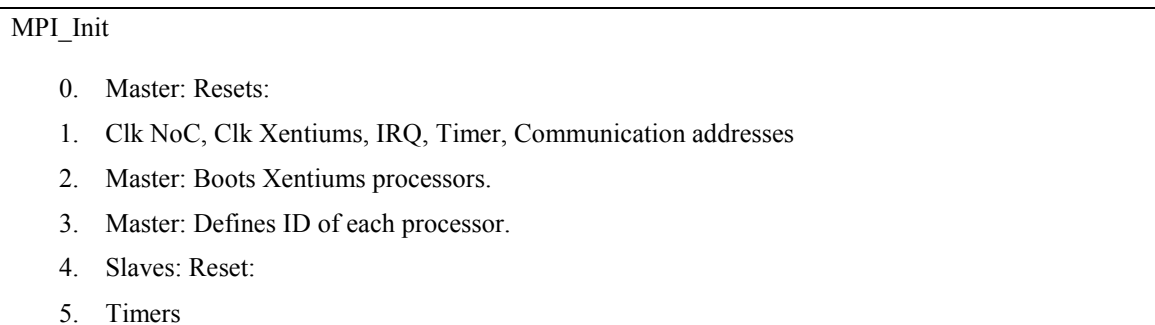 MPI_Init
0. Master: Resets:
1. Clk NoC, Clk Xentiums, IRQ, Timer, Communication addresses
2. Master: Boots Xentiums processors.
3. Master: Defines ID of each processor.
4. Slaves: Reset:
5. Timers